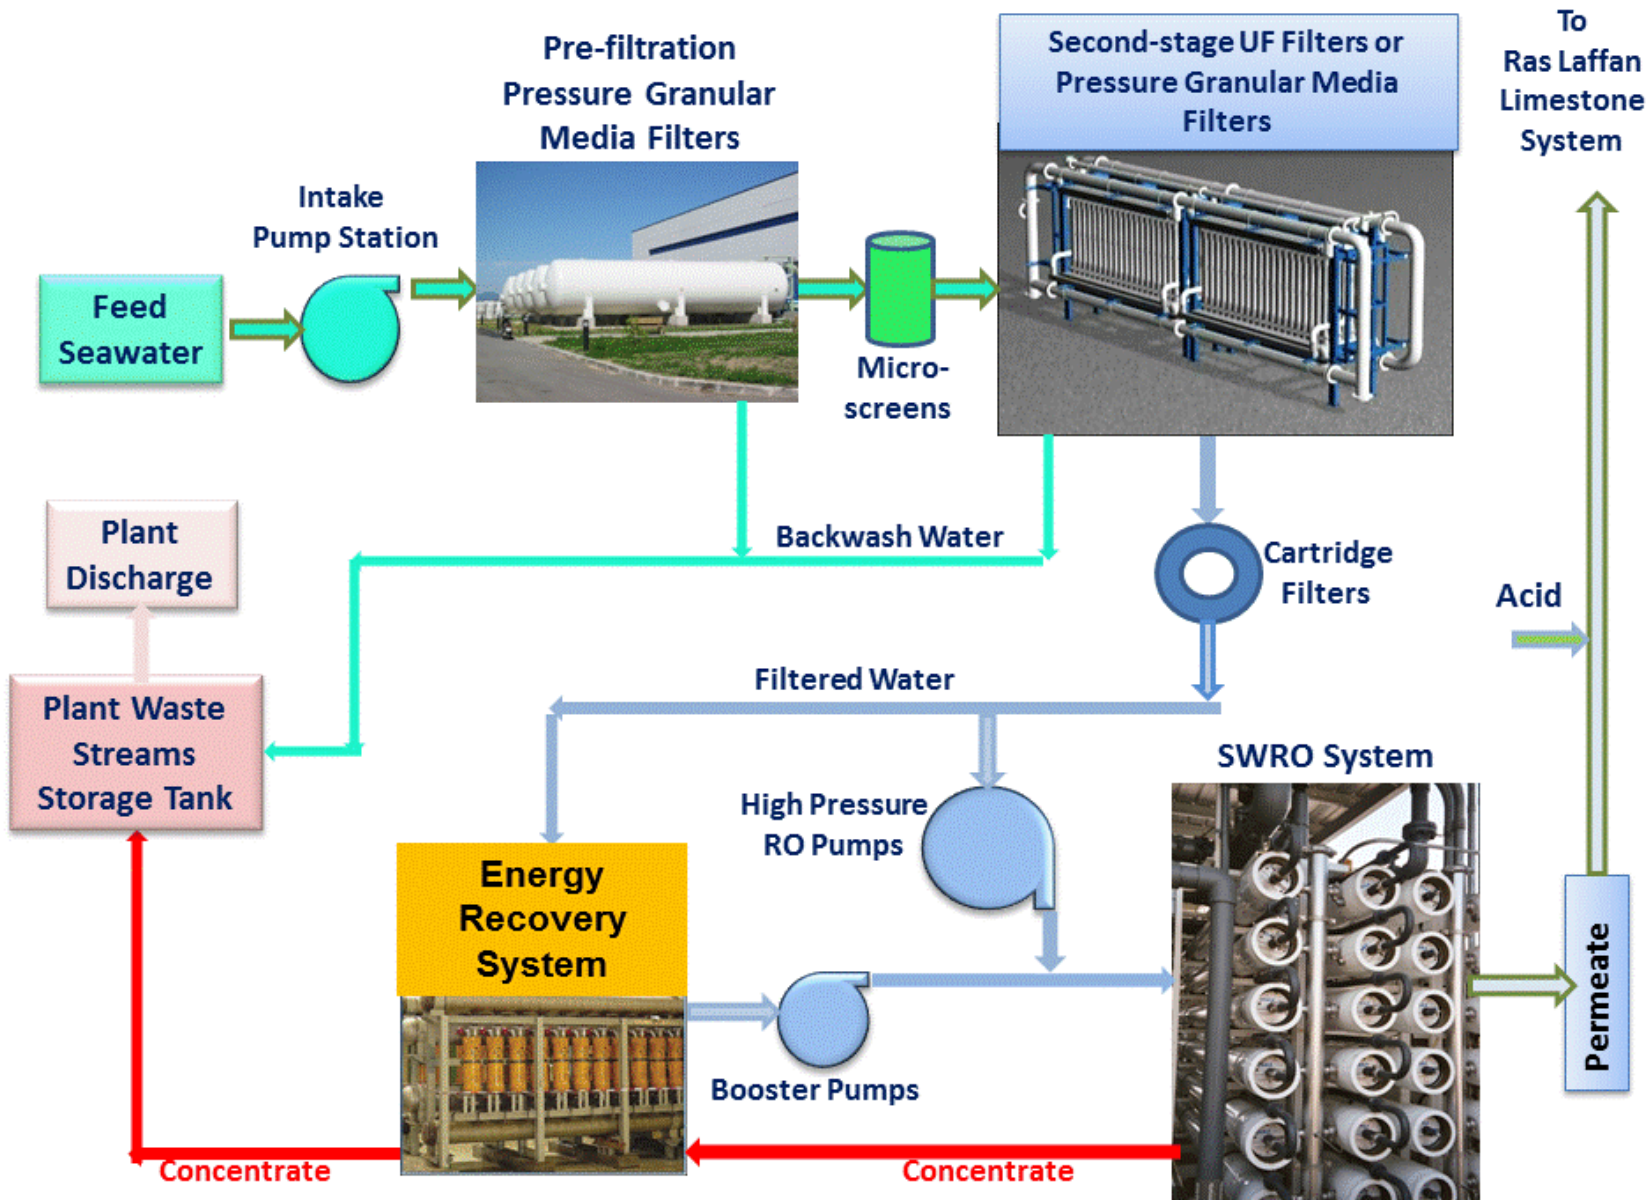 Pre-filtration
Pressure Granular
Media Filters
Second-stage UF Filters or
Pressure Granular Media
Filters
To
Ras Laffan
Limestone
System
Intake
Pump Station
Feed
Seawater
Micro-
screens
Plant
Discharge
Backwash Water
Cartridge
Filters
Acid
Plant Waste
Streams
Storage Tank
Filtered Water
SWRO System
High Pressure
RO Pumps
Energy
Recovery
System
Permeate
Booster Pumps
Concentrate
Concentrate